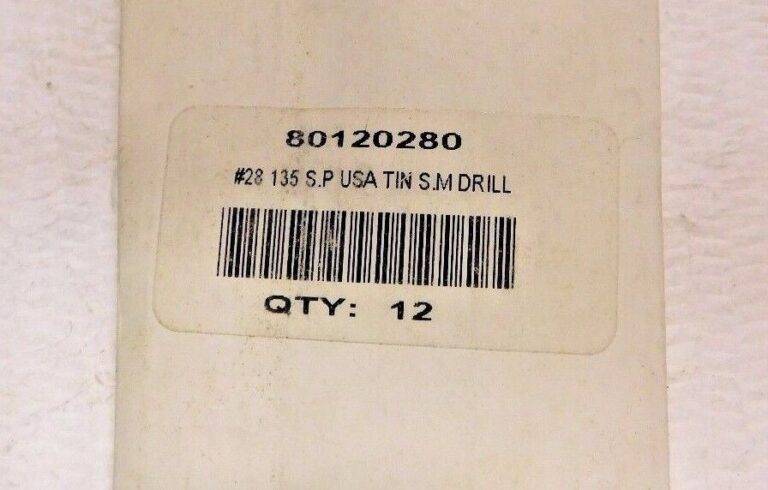 80120280
#28 135 S.P USA TIN S.M DRILL
QTY: 12